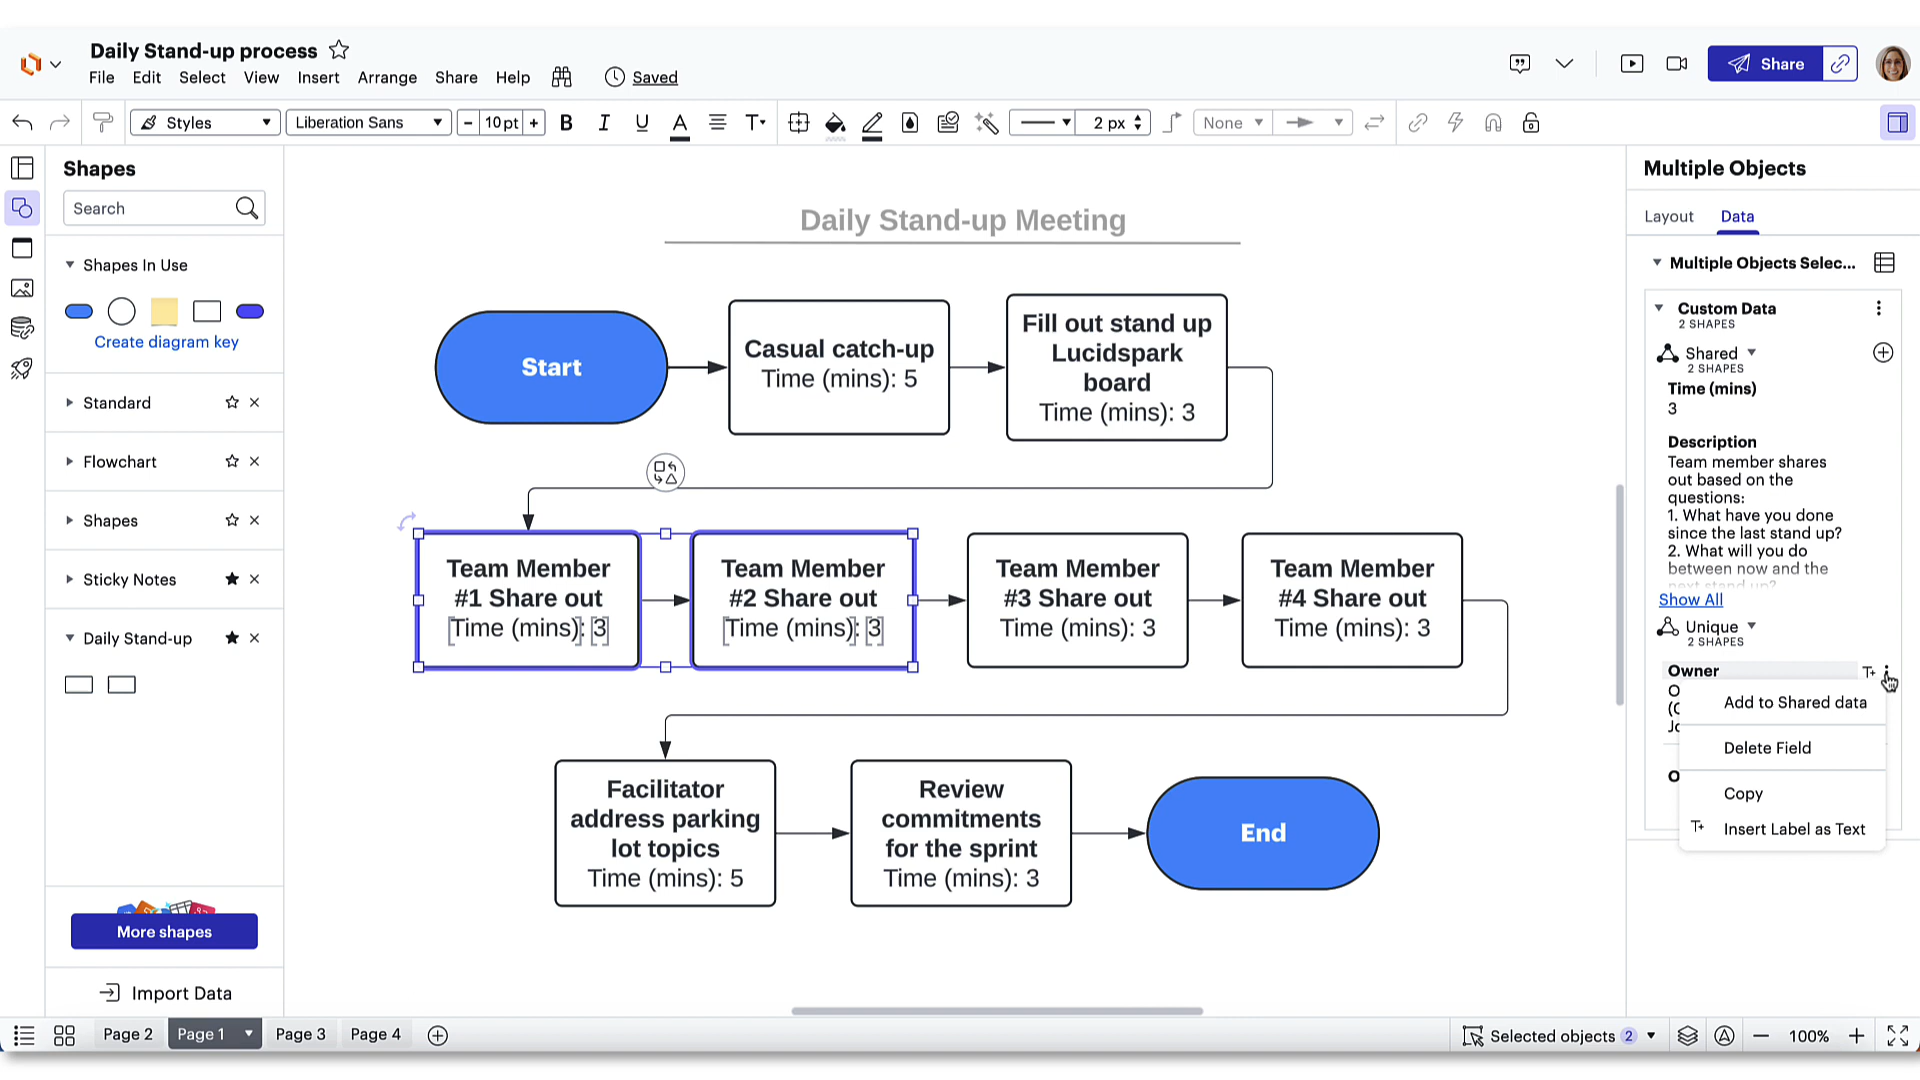 Daily Stand-up process
File Edit Select View Insert Arrange Share Help Saved
Share
Styles
Liberation Sans
- 10 pt +
B I U A T
2 px
None
Shapes
Search
Shapes In Use
Create diagram key
Standard
Flowchart
Shapes
Sticky Notes
Daily Stand-up
More shapes
Import Data
Daily Stand-up Meeting
Start
Casual catch-up
Time (mins): 5
Fill out stand up
Lucidspark
board
Time (mins): 3
Team Member
#1 Share out
Time (mins): 3
Team Member
#2 Share out
Time (mins): 3
Team Member
#3 Share out
Time (mins): 3
Team Member
#4 Share out
Time (mins): 3
Facilitator
address parking
lot topics
Time (mins): 5
Review
commitments
for the sprint
Time (mins): 3
End
Multiple Objects
Layout Data
Multiple Objects Selec...
Custom Data
2 SHAPES
Shared
2 SHAPES
Time (mins)
3
Description
Team member shares
out based on the
questions:
1. What have you done
since the last stand up?
2. What will you do
between now and the
next stand up?
Show All
Unique
2 SHAPES
Owner
Add to Shared data
Delete Field
Copy
Insert Label as Text
Page 2 Page 1 Page 3 Page 4
Selected objects 2
100%